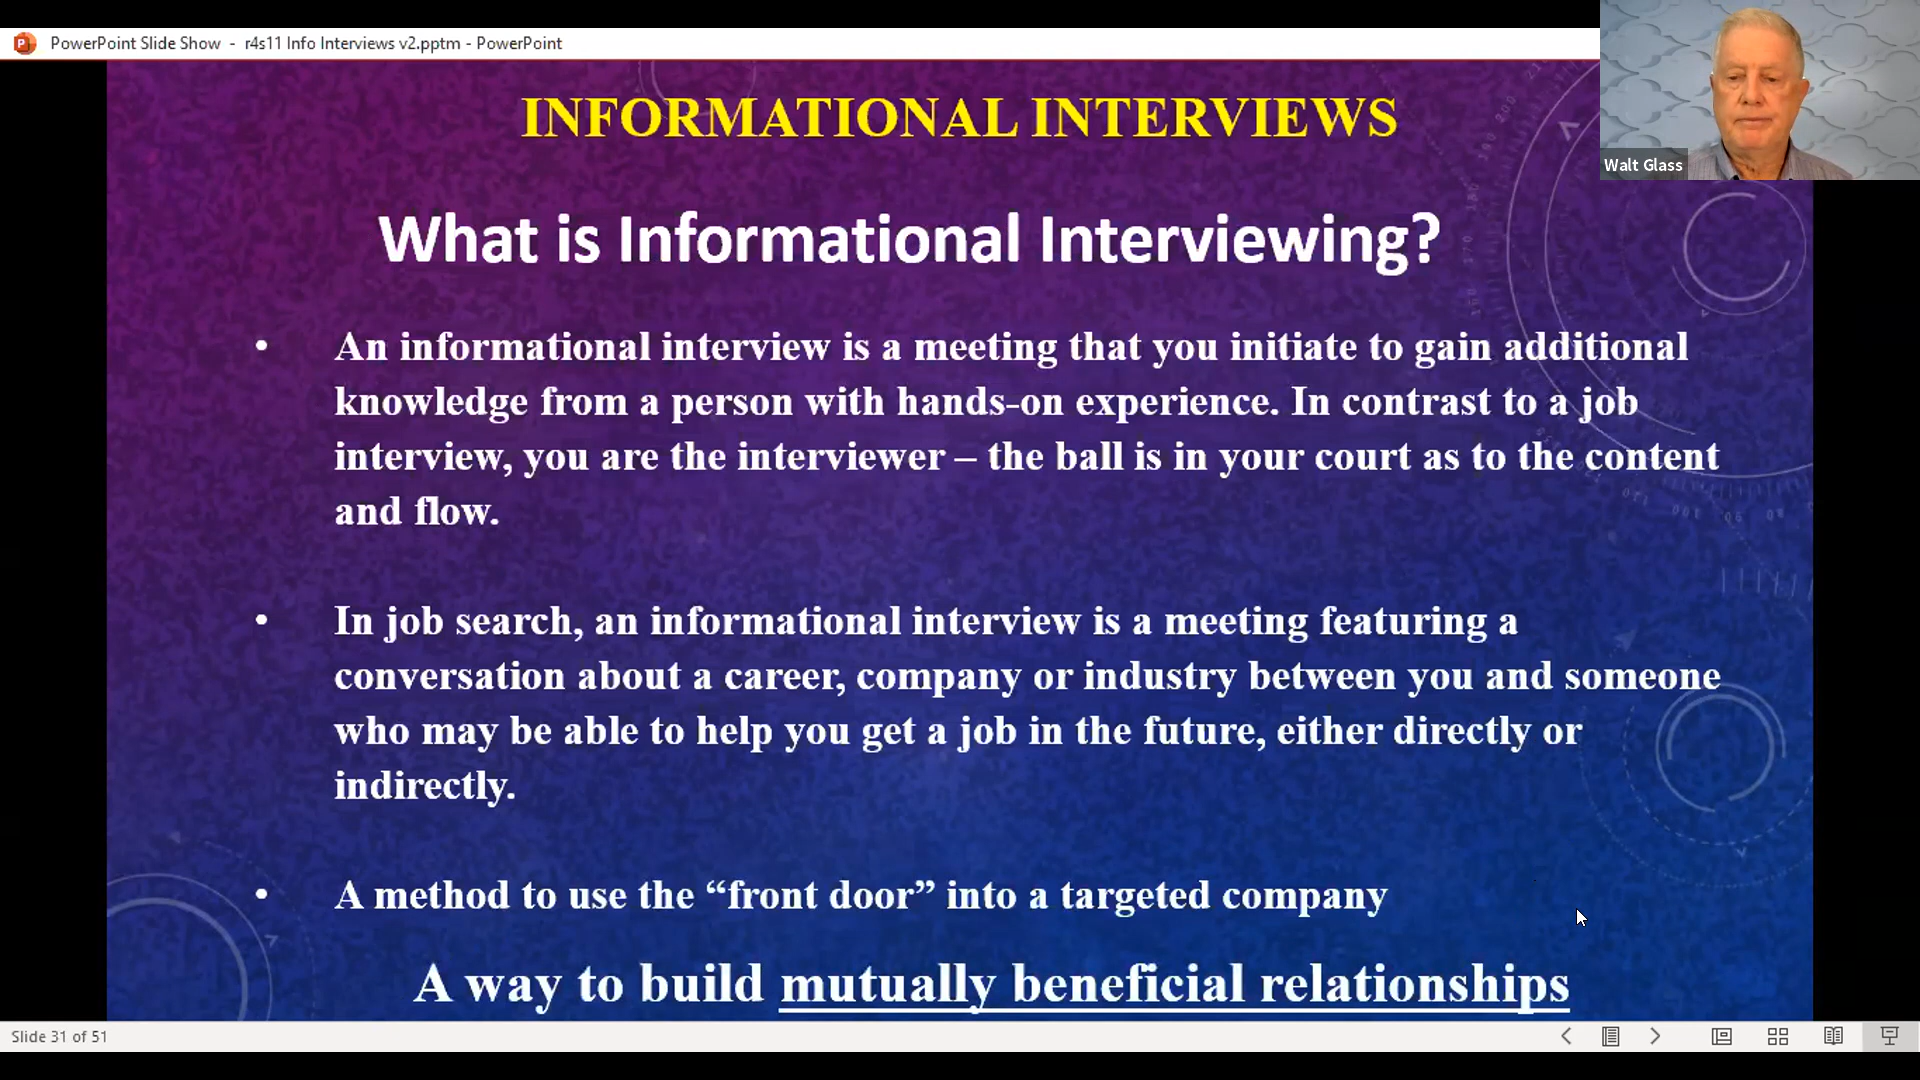 PowerPoint Slide Show - r4s11 Info Interviews v2.pptm - PowerPoint
Walt Glass
INFORMATIONAL INTERVIEWS
What is Informational Interviewing?
• An informational interview is a meeting that you initiate to gain additional
knowledge from a person with hands-on experience. In contrast to a job
interview, you are the interviewer – the ball is in your court as to the content
and flow.
• In job search, an informational interview is a meeting featuring a
conversation about a career, company or industry between you and someone
who may be able to help you get a job in the future, either directly or
indirectly.
• A method to use the “front door” into a targeted company
A way to build mutually beneficial relationships
Slide 31 of 51